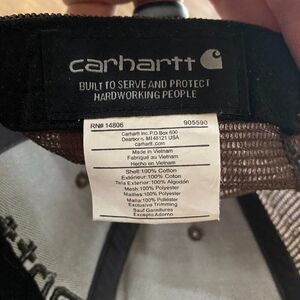 carhartt
BUILT TO SERVE AND PROTECT
HARDWORKING PEOPLE
RN# 14806 905590
Carhartt Inc. P.O.Box 600
Dearborn, MI48121 USA
carhartt.com
Made in Vietnam
Fabriqué au Vietnam
Hecho en Vietnam
Shell:100% Cotton
Extérieur:100% Coton
Tela Exterior:100% Algodón
Mesh:100% Polyester
Mailles:100% Polyester
Malla:100% Poliéster
Exclusive Trimming
Sauf Garnitures
Excepto Adorno